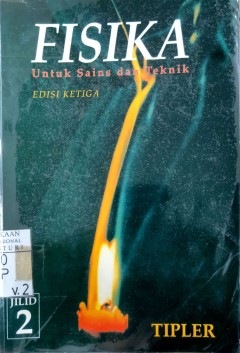 FISIKA
Untuk Sains dan Teknik
EDISI KETIGA
v.2
JILID
2
TIPLER